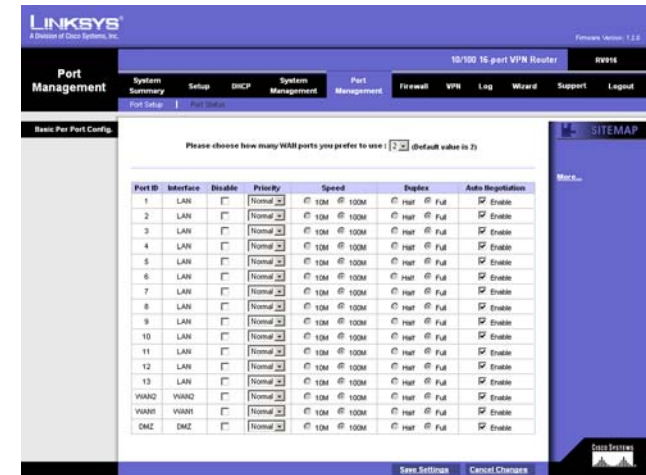 LINKSYS®
A Division of Cisco Systems, Inc.
Firmware Version: 1.2.0
10/100 16-port VPN Router RV016
Port Management
System Summary Setup DHCP System Management Port Management Firewall VPN Log Wizard Support Logout
Port Setup | Port Status
Basic Per Port Config.
SITEMAP
Please choose how many WAN ports you prefer to use : 2 (Default value is 2)
More...
Port ID Interface Disable Priority Speed Duplex Auto Negotiation
1 LAN Normal 10M 100M Half Full Enable
2 LAN Normal 10M 100M Half Full Enable
3 LAN Normal 10M 100M Half Full Enable
4 LAN Normal 10M 100M Half Full Enable
5 LAN Normal 10M 100M Half Full Enable
6 LAN Normal 10M 100M Half Full Enable
7 LAN Normal 10M 100M Half Full Enable
8 LAN Normal 10M 100M Half Full Enable
9 LAN Normal 10M 100M Half Full Enable
10 LAN Normal 10M 100M Half Full Enable
11 LAN Normal 10M 100M Half Full Enable
12 LAN Normal 10M 100M Half Full Enable
13 LAN Normal 10M 100M Half Full Enable
WAN2 WAN2 Normal 10M 100M Half Full Enable
WAN1 WAN1 Normal 10M 100M Half Full Enable
DMZ DMZ Normal 10M 100M Half Full Enable
Save Settings Cancel Changes
Cisco Systems